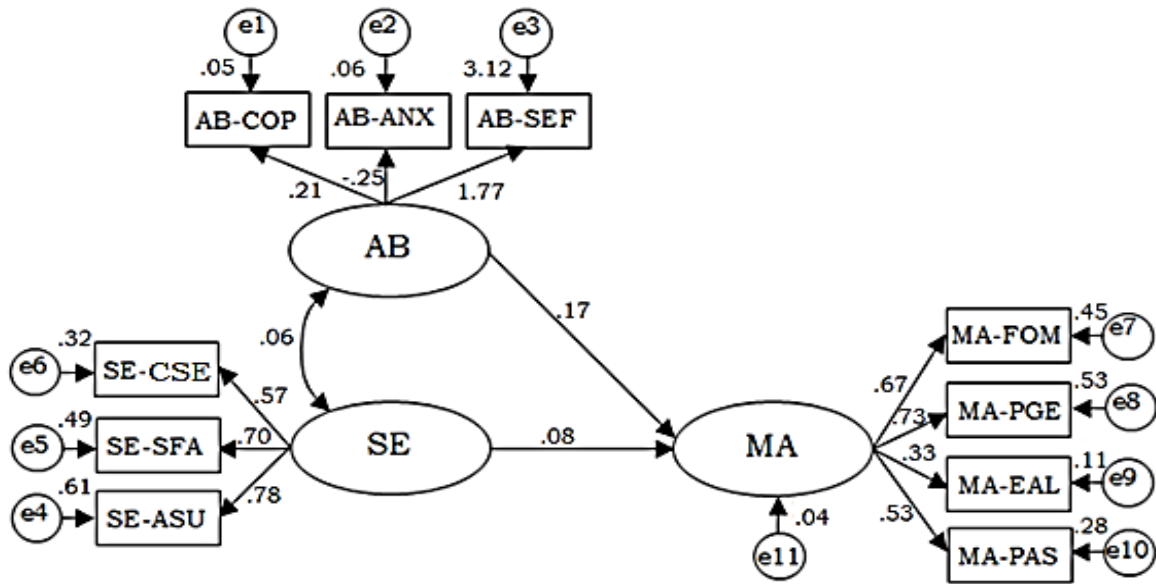 e1 e2 e3
.05 .06 3.12
AB-COP AB-ANX AB-SEF
.21 -.25 1.77
AB
.17
.06
.32 .45
e6 SE-CSE MA-FOM e7
.57 .67
.49 .53
e5 SE-SFA .70 SE .08 MA .73 MA-PGE e8
.61 .78 .33 .11
e4 SE-ASU MA-EAL e9
.53 .28
.04 MA-PAS e10
e11